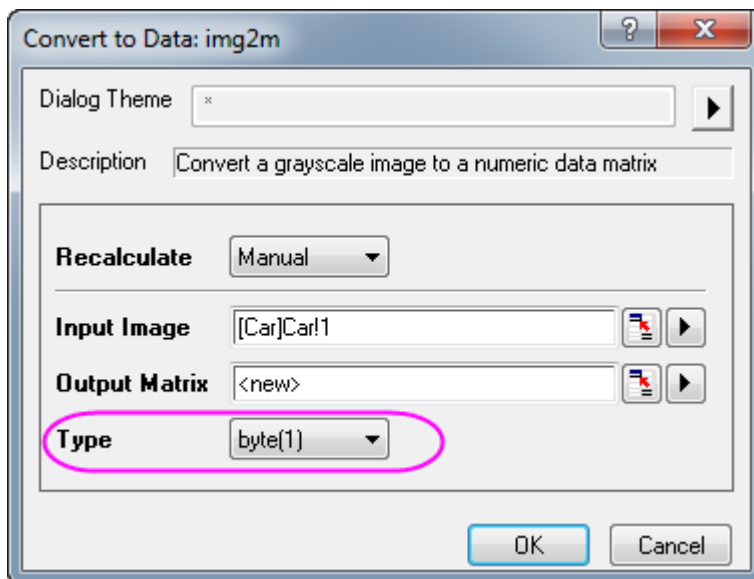 Convert to Data: img2m
Dialog Theme *
Description Convert a grayscale image to a numeric data matrix
Recalculate Manual
Input Image [Car]Car!1
Output Matrix <new>
Type byte(1)
OK Cancel